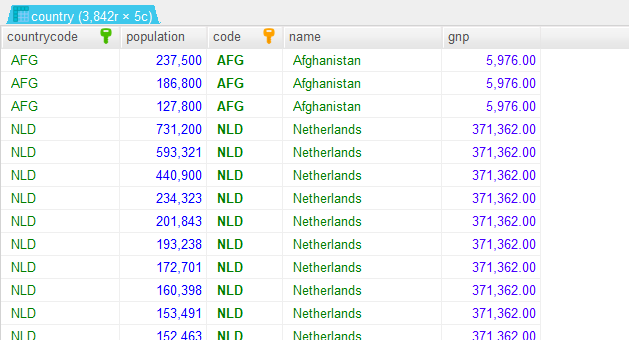 country (3,842r × 5c)
countrycode population code name gnp
AFG 237,500 AFG Afghanistan 5,976.00
AFG 186,800 AFG Afghanistan 5,976.00
AFG 127,800 AFG Afghanistan 5,976.00
NLD 731,200 NLD Netherlands 371,362.00
NLD 593,321 NLD Netherlands 371,362.00
NLD 440,900 NLD Netherlands 371,362.00
NLD 234,323 NLD Netherlands 371,362.00
NLD 201,843 NLD Netherlands 371,362.00
NLD 193,238 NLD Netherlands 371,362.00
NLD 172,701 NLD Netherlands 371,362.00
NLD 160,398 NLD Netherlands 371,362.00
NLD 153,491 NLD Netherlands 371,362.00
NLD 152,463 NLD Netherlands 371,362.00